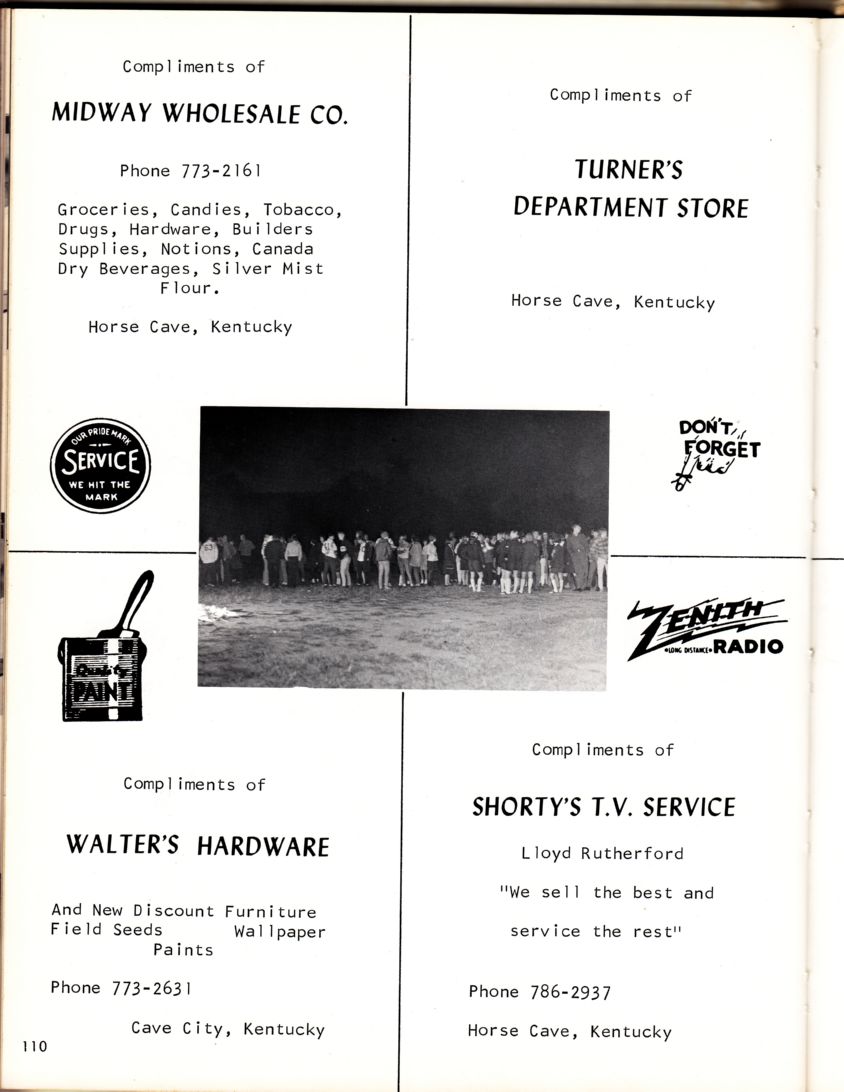 Compliments of
MIDWAY WHOLESALE CO.
Phone 773-2161
Groceries, Candies, Tobacco,
Drugs, Hardware, Builders
Supplies, Notions, Canada
Dry Beverages, Silver Mist
Flour.
Horse Cave, Kentucky
Compliments of
TURNER'S
DEPARTMENT STORE
Horse Cave, Kentucky
OUR PRIDE MARK
SERVICE
WE HIT THE
MARK
DON'T
FORGET
PAINT
ZENITH
•LONG DISTANCE• RADIO
Compliments of
WALTER'S HARDWARE
And New Discount Furniture
Field Seeds Wallpaper
Paints
Phone 773-2631
Cave City, Kentucky
Compliments of
SHORTY'S T.V. SERVICE
Lloyd Rutherford
"We sell the best and
service the rest"
Phone 786-2937
Horse Cave, Kentucky
110